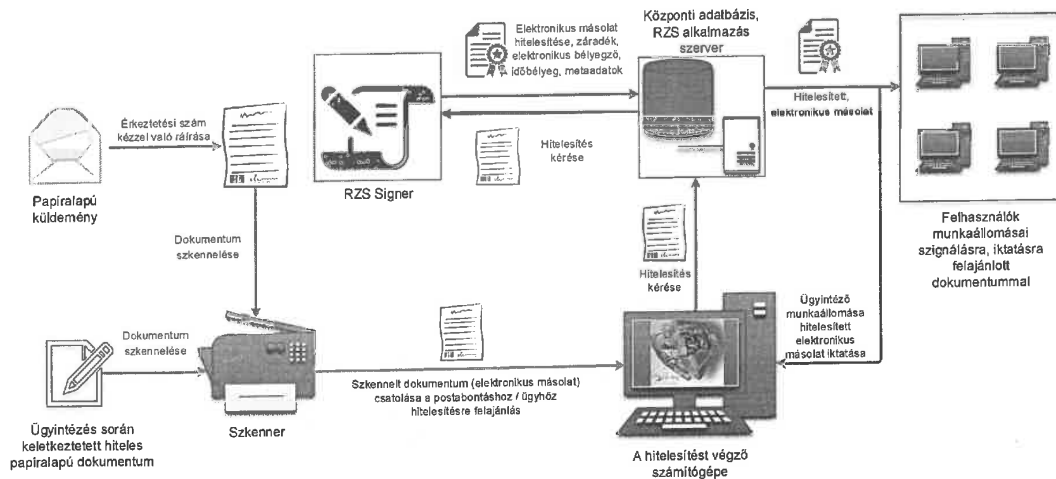 Elektronikus másolat
hitelesítése, záradék,
elektronikus bélyegző,
időbélyeg, metaadatok
Központi adatbázis,
RZS alkalmazás
szerver
Hitelesített,
elektronikus másolat
Érkeztetési szám
kézzel való ráírása
Hitelesítés
kérése
Papíralapú
küldemény
RZS Signer
Felhasználók
munkaállomásai
szignálásra, iktatásra
felajánlott
dokumentummal
Dokumentum
szkennelése
Hitelesítés
kérése
Dokumentum
szkennelése
Ügyintéző
munkaállomása
hitelesített
elektronikus
másolat iktatása
Szkennelt dokumentum (elektronikus másolat)
csatolása a postabontáshoz / ügyhöz
hitelesítésre felajánlás
Szkenner
Ügyintézés során
keletkeztetett hiteles
papíralapú dokumentum
A hitelesítést végző
számítógépe